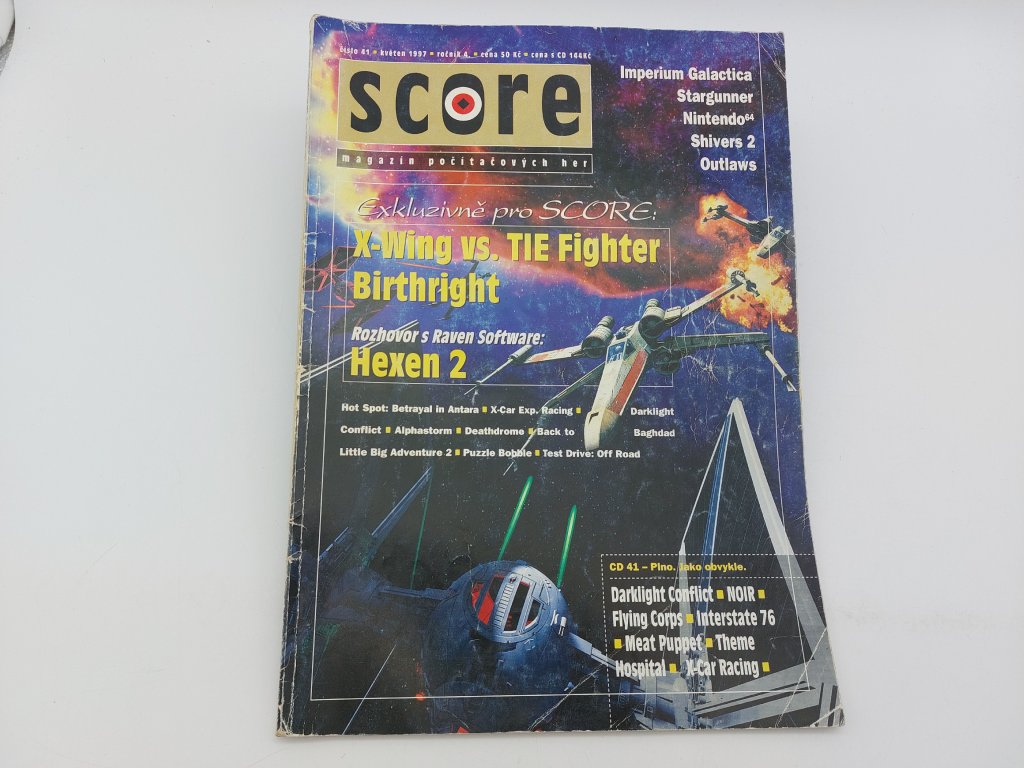 číslo 41 ■ květen 1997 ■ ročník 4. ■ cena 50 Kč ■ cena s CD 144Kč
score
magazín počítačových her
Imperium Galactica
Stargunner
Nintendo64
Shivers 2
Outlaws
Exkluzivně pro SCORE:
X-Wing vs. TIE Fighter
Birthright
Rozhovor s Raven Software:
Hexen 2
Hot Spot: Betrayal in Antara ■ X-Car Exp. Racing ■ Darklight
Conflict ■ Alphastorm ■ Deathdrome ■ Back to Baghdad
Little Big Adventure 2 ■ Puzzle Bobble ■ Test Drive: Off Road
CD 41 – Plno. Jako obvykle.
Darklight Conflict ■ NOIR ■
Flying Corps ■ Interstate 76
■ Meat Puppet ■ Theme
Hospital ■ X-Car Racing ■